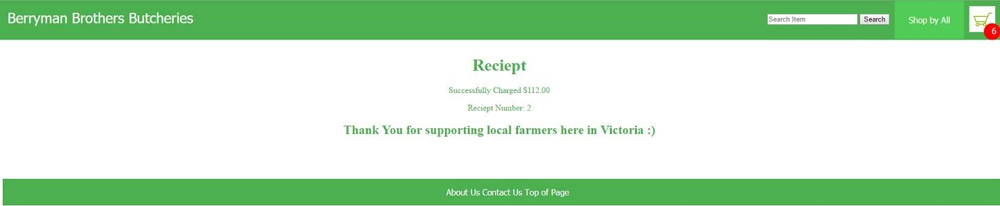 Berryman Brothers Butcheries
Search Item Search Shop by All
6
Reciept
Successfully Charged $112.00
Reciept Number: 2
Thank You for supporting local farmers here in Victoria :)
About Us Contact Us Top of Page